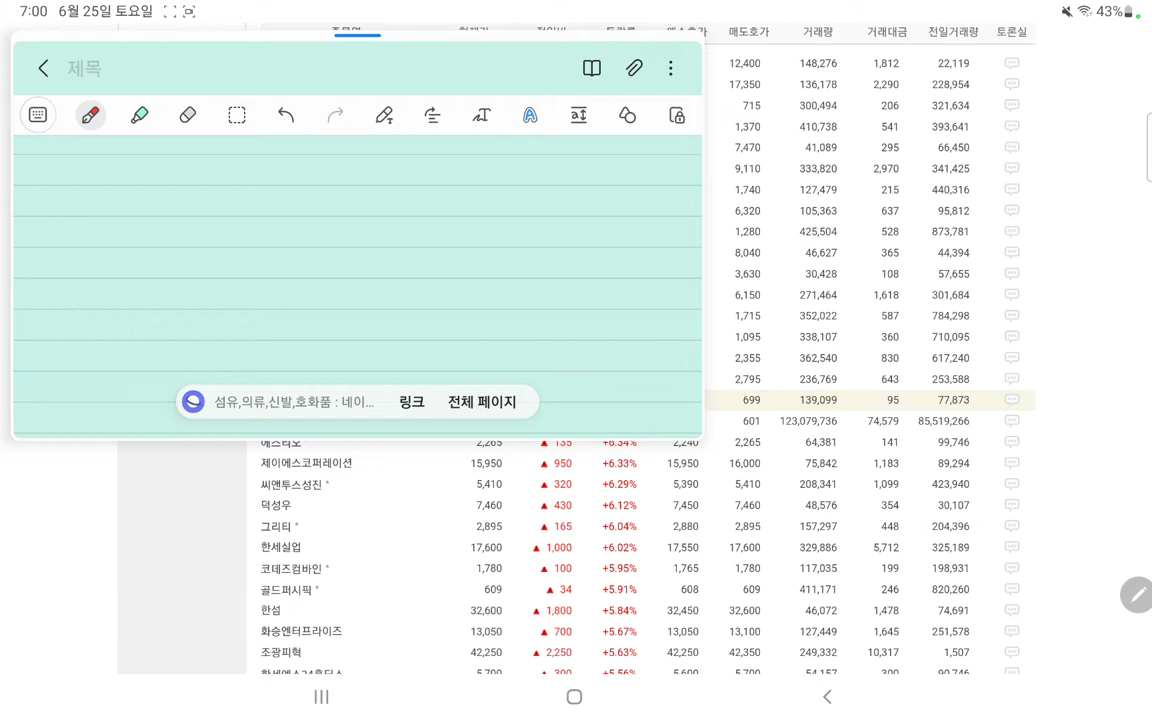 7:00 6월 25일 토요일 43%
매도호가 거래량 거래대금 전일거래량 토론실
제목
12,400 148,276 1,812 22,119
17,350 136,178 2,290 228,954
715 300,494 206 321,634
1,370 410,738 541 393,641
7,470 41,089 295 66,450
9,110 333,820 2,970 341,425
1,740 127,479 215 440,316
6,320 105,363 637 95,812
1,280 425,504 528 873,781
8,040 46,627 365 44,394
3,630 30,428 108 57,655
6,150 271,464 1,618 301,684
1,715 352,022 587 784,298
1,095 338,107 360 710,095
2,355 362,540 830 617,240
2,795 236,769 643 253,588
섬유,의류,신발,호화품 : 네이... 링크 전체 페이지
699 139,099 95 77,873
601 123,079,736 74,579 85,519,266
에스티오 * 2,265 ▲ 135 +6.34% 2,240 2,265 64,381 141 99,746
제이에스코퍼레이션 15,950 ▲ 950 +6.33% 15,950 16,000 75,842 1,183 89,294
씨앤투스성진 * 5,410 ▲ 320 +6.29% 5,390 5,410 208,341 1,099 423,940
덕성우 7,460 ▲ 430 +6.12% 7,450 7,460 48,576 354 30,107
그리티 * 2,895 ▲ 165 +6.04% 2,880 2,895 157,297 448 204,396
한세실업 17,600 ▲ 1,000 +6.02% 17,550 17,600 329,886 5,712 325,189
코데즈컴바인 * 1,780 ▲ 100 +5.95% 1,765 1,780 117,035 199 198,931
골드퍼시픽 * 609 ▲ 34 +5.91% 608 609 411,171 246 820,260
한섬 32,600 ▲ 1,800 +5.84% 32,450 32,600 46,072 1,478 74,691
화승엔터프라이즈 13,050 ▲ 700 +5.67% 13,050 13,100 127,449 1,645 251,578
조광피혁 42,250 ▲ 2,250 +5.63% 42,250 42,350 249,332 10,317 1,507